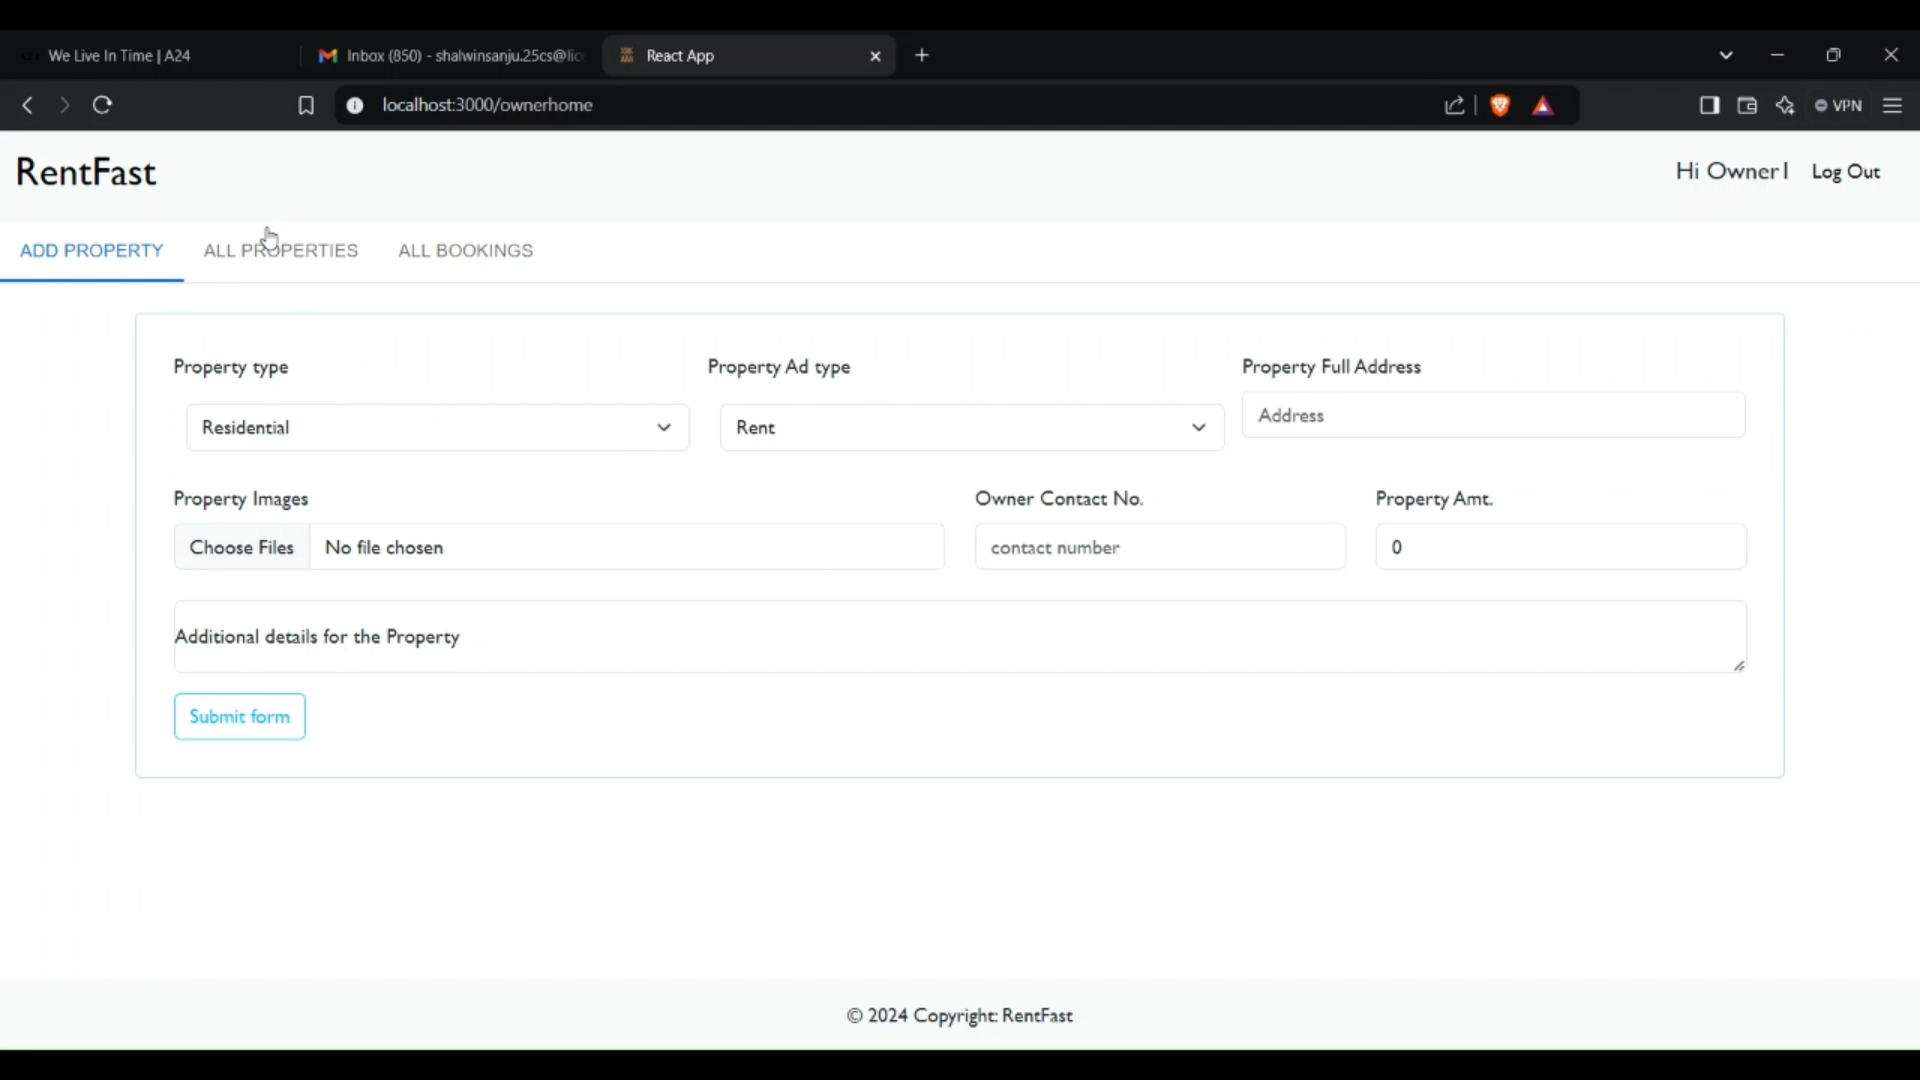 We Live In Time | A24
Inbox (850) - shalwinsanju.25cs@lic
React App
localhost:3000/ownerhome
VPN
RentFast
Hi Owner1 Log Out
ADD PROPERTY ALL PROPERTIES ALL BOOKINGS
Property type Property Ad type Property Full Address
Residential Rent Address
Property Images Owner Contact No. Property Amt.
Choose Files No file chosen contact number 0
Additional details for the Property
Submit form
© 2024 Copyright: RentFast